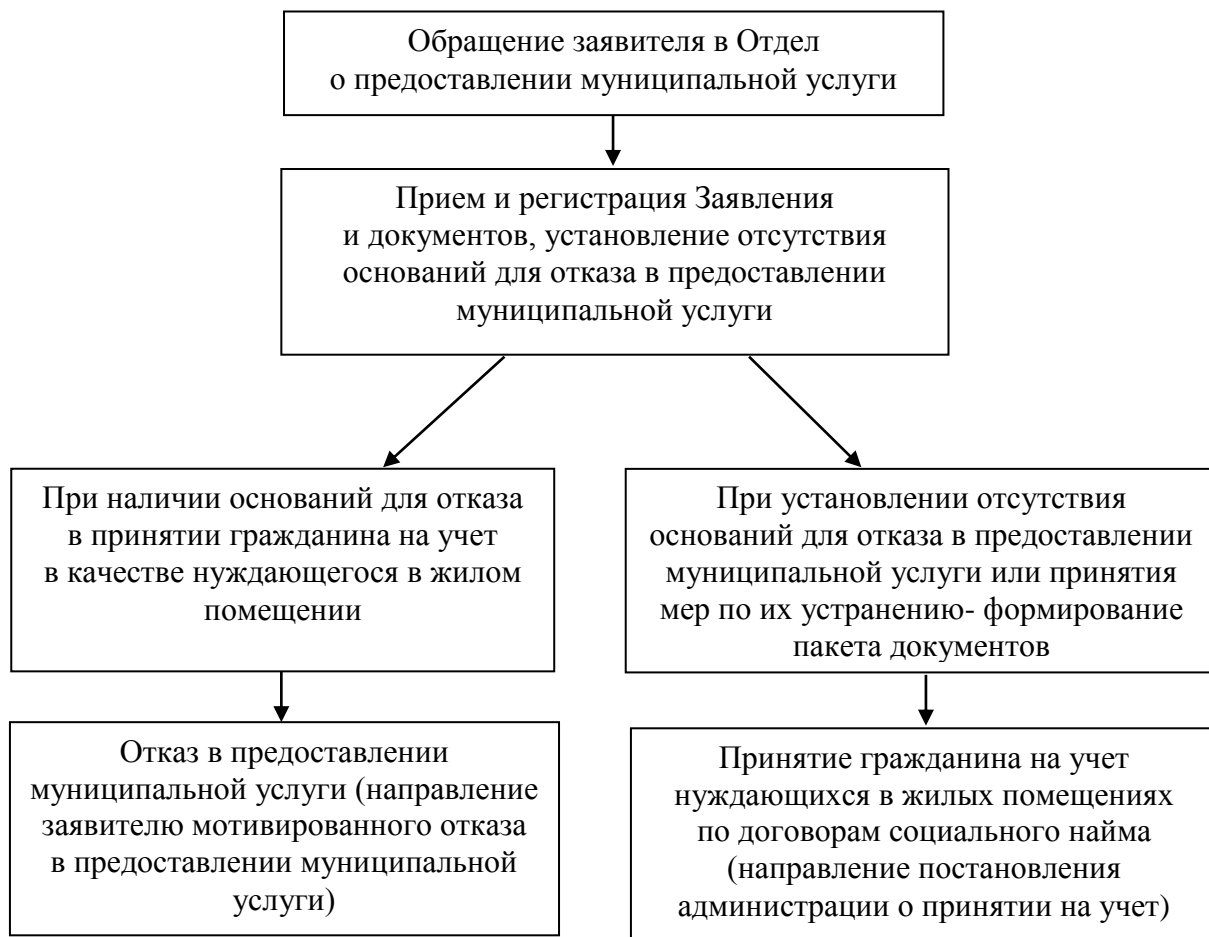 Обращение заявителя в Отдел
о предоставлении муниципальной услуги
Прием и регистрация Заявления
и документов, установление отсутствия
оснований для отказа в предоставлении
муниципальной услуги
При наличии оснований для отказа
в принятии гражданина на учет
в качестве нуждающегося в жилом
помещении
При установлении отсутствия
оснований для отказа в предоставлении
муниципальной услуги или принятия
мер по их устранению- формирование
пакета документов
Отказ в предоставлении
муниципальной услуги (направление
заявителю мотивированного отказа
в предоставлении муниципальной
услуги)
Принятие гражданина на учет
нуждающихся в жилых помещениях
по договорам социального найма
(направление постановления
администрации о принятии на учет)